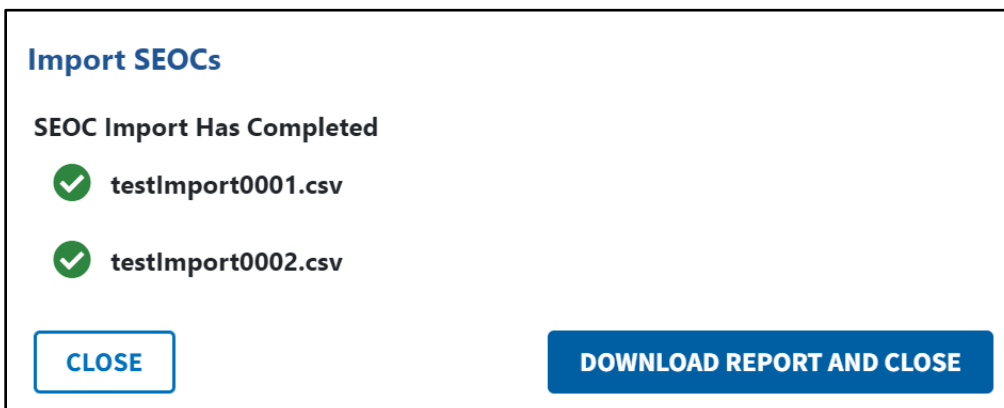 Import SEOCs
SEOC Import Has Completed
testImport0001.csv
testImport0002.csv
CLOSE
DOWNLOAD REPORT AND CLOSE